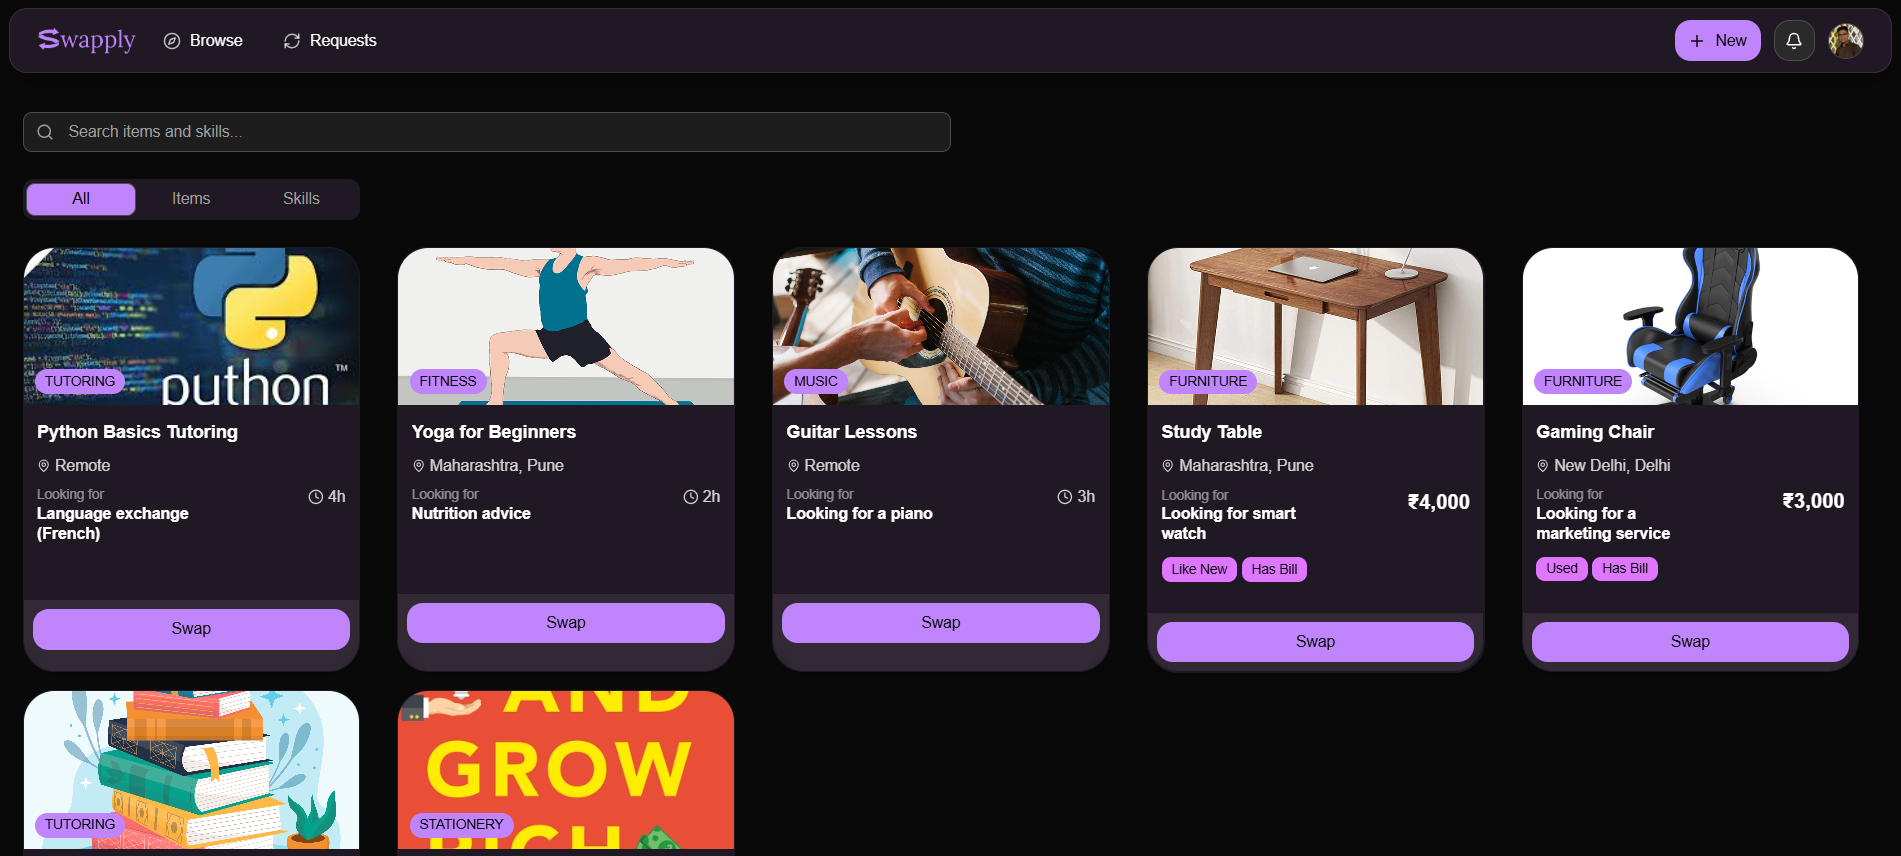 Swapply
Browse
Requests
+ New
Search items and skills...
All
Items
Skills
python™
TUTORING
Python Basics Tutoring
Remote
Looking for
4h
Language exchange
(French)
Swap
FITNESS
Yoga for Beginners
Maharashtra, Pune
Looking for
2h
Nutrition advice
Swap
MUSIC
Guitar Lessons
Remote
Looking for
3h
Looking for a piano
Swap
FURNITURE
Study Table
Maharashtra, Pune
Looking for
₹4,000
Looking for smart
watch
Like New
Has Bill
Swap
FURNITURE
Gaming Chair
New Delhi, Delhi
Looking for
₹3,000
Looking for a
marketing service
Used
Has Bill
Swap
TUTORING
AND
GROW
RICH
STATIONERY